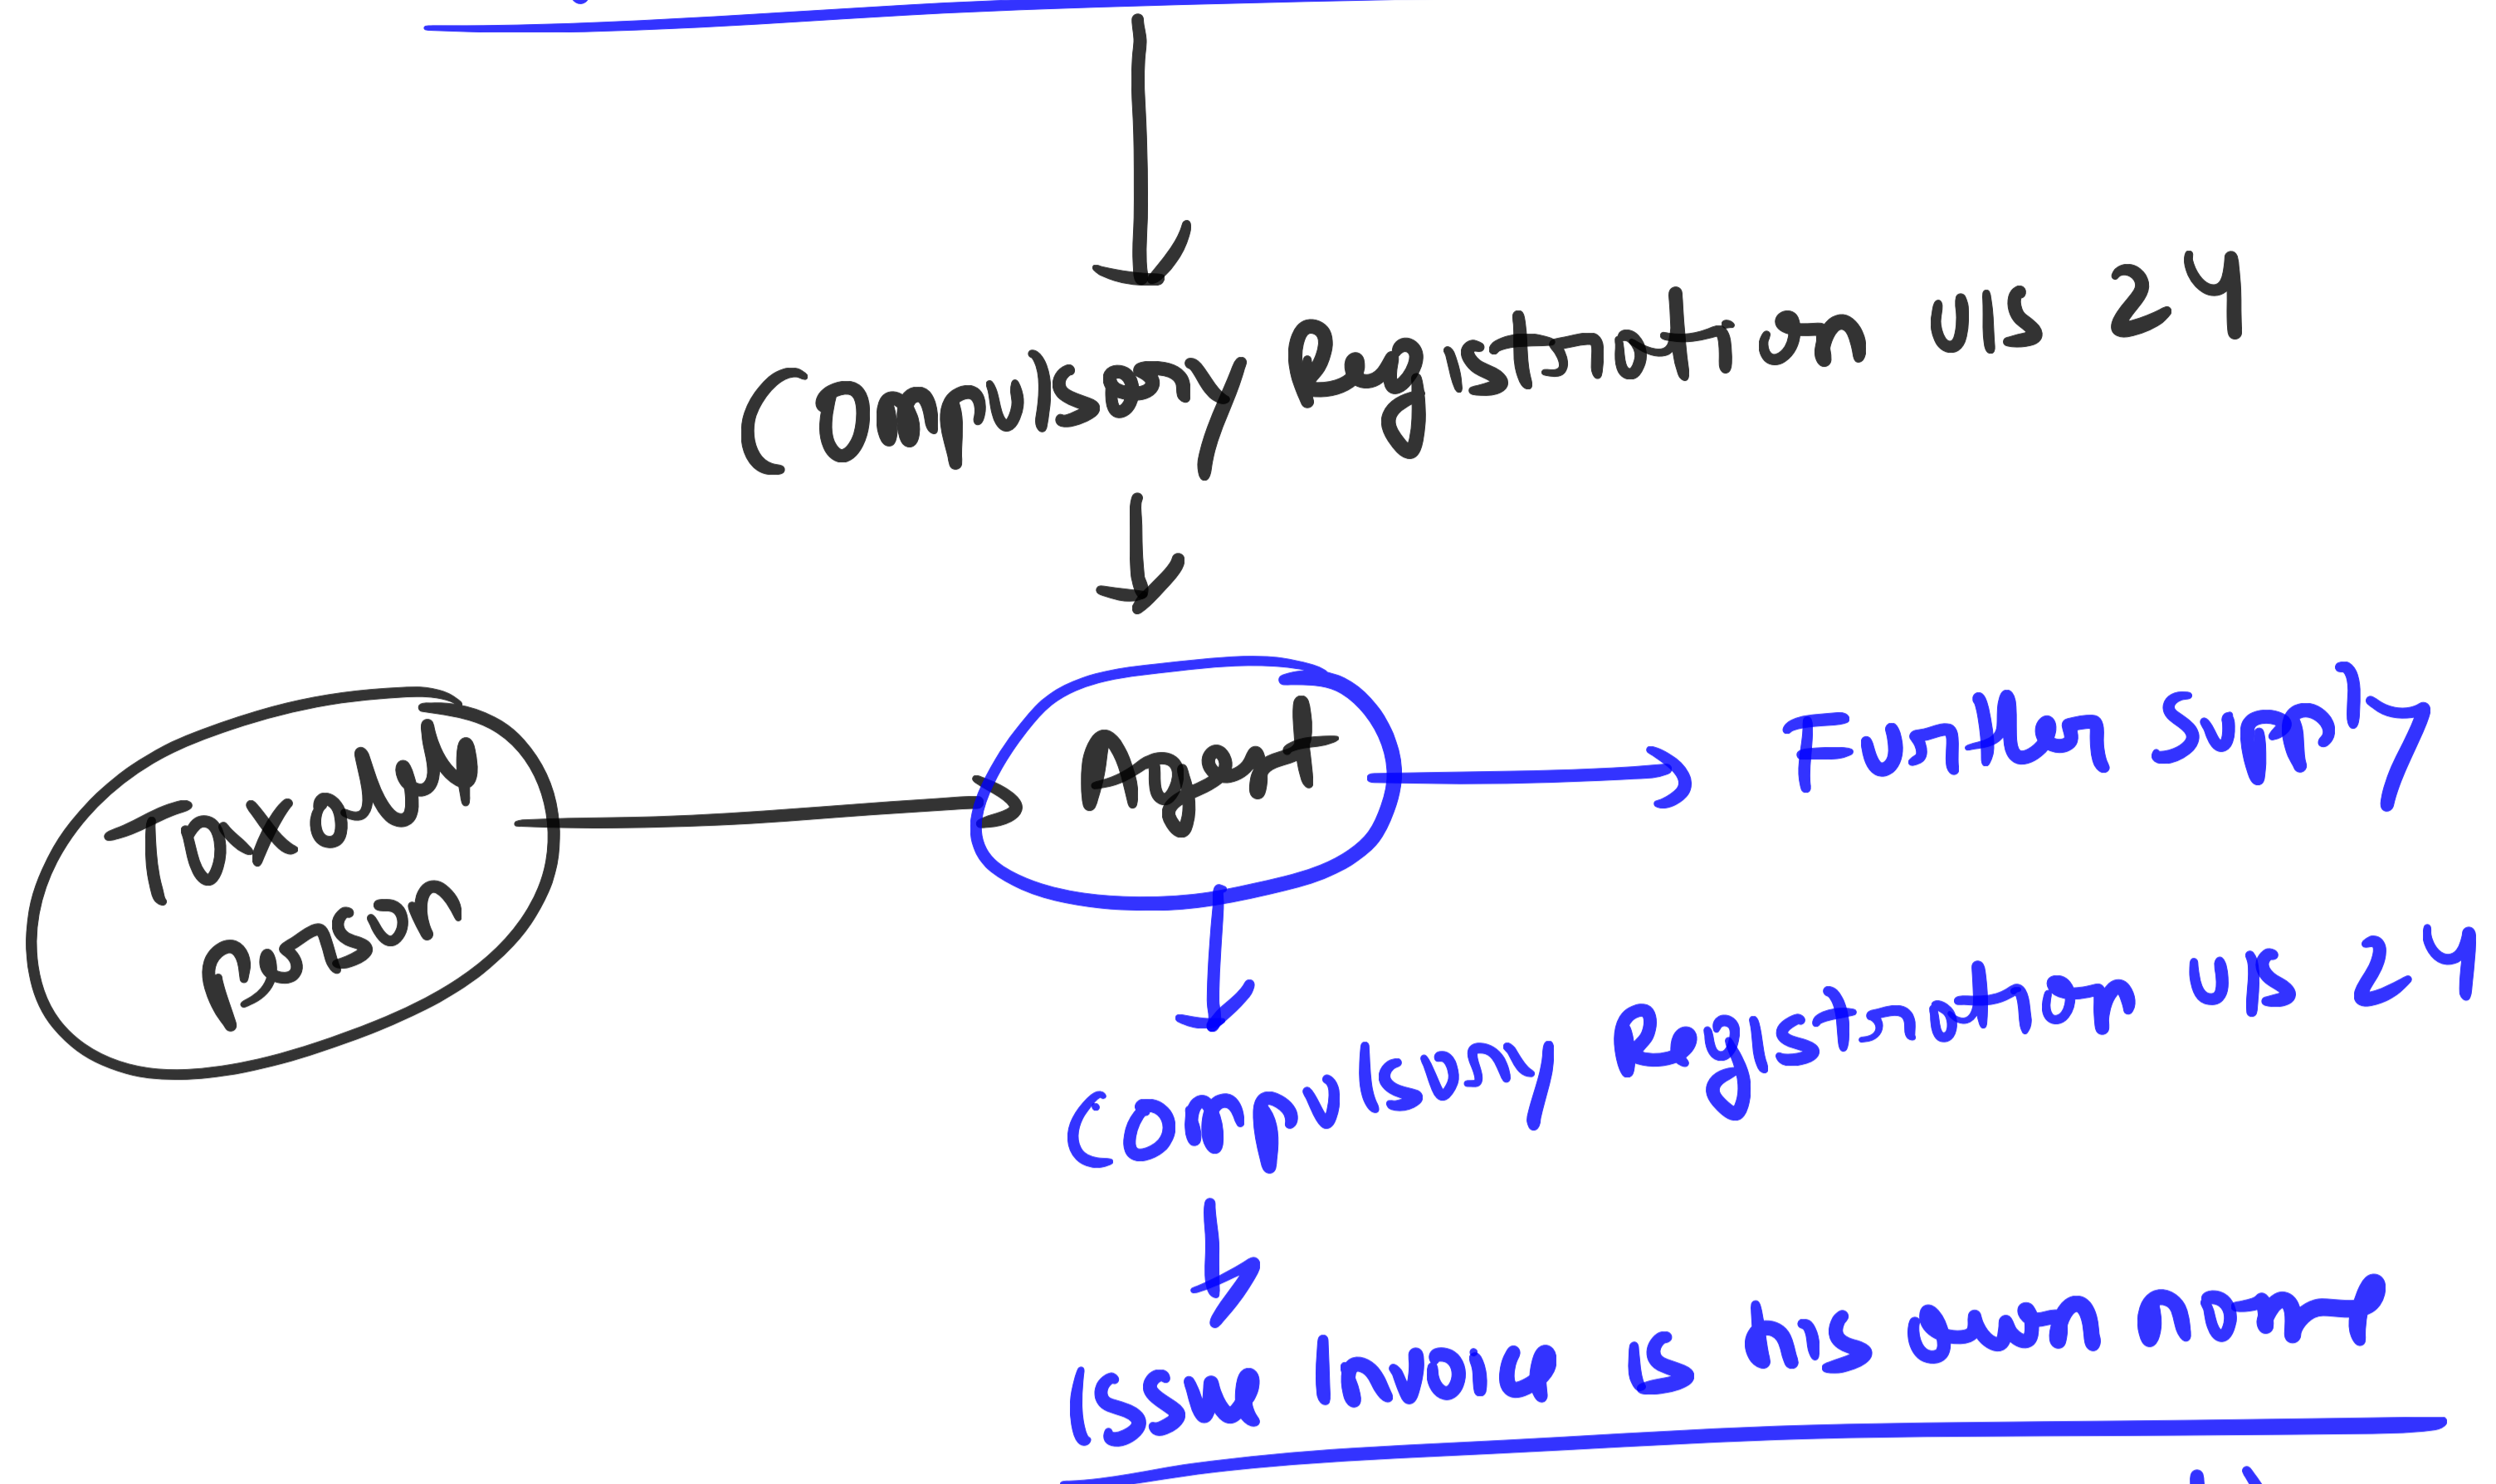 Compulsory Registration u/s 24
Agent
Further Supply
Taxable
person
Compulsory Registration u/s 24
Issue Invoice is his own name